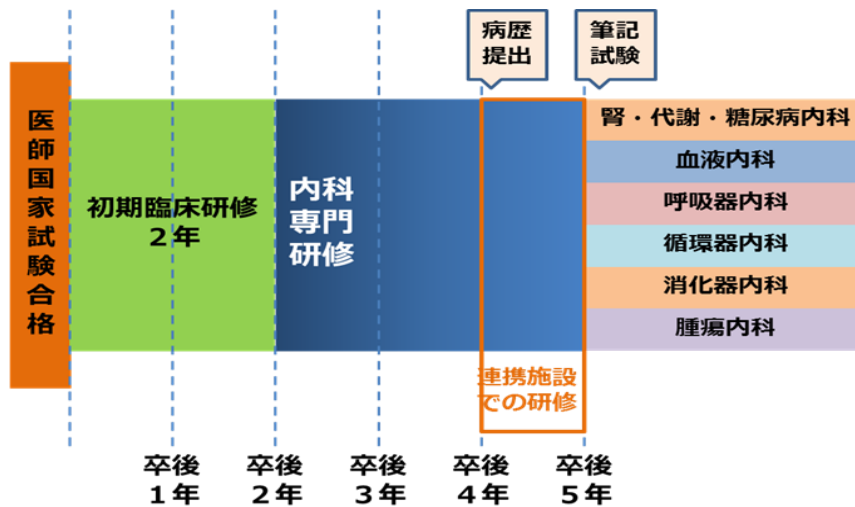 病歴
提出
筆記
試験
医師国家試験合格
初期臨床研修
２年
内科
専門
研修
腎・代謝・糖尿病内科
血液内科
呼吸器内科
循環器内科
消化器内科
腫瘍内科
連携施設
での研修
卒後
１年
卒後
２年
卒後
３年
卒後
４年
卒後
５年